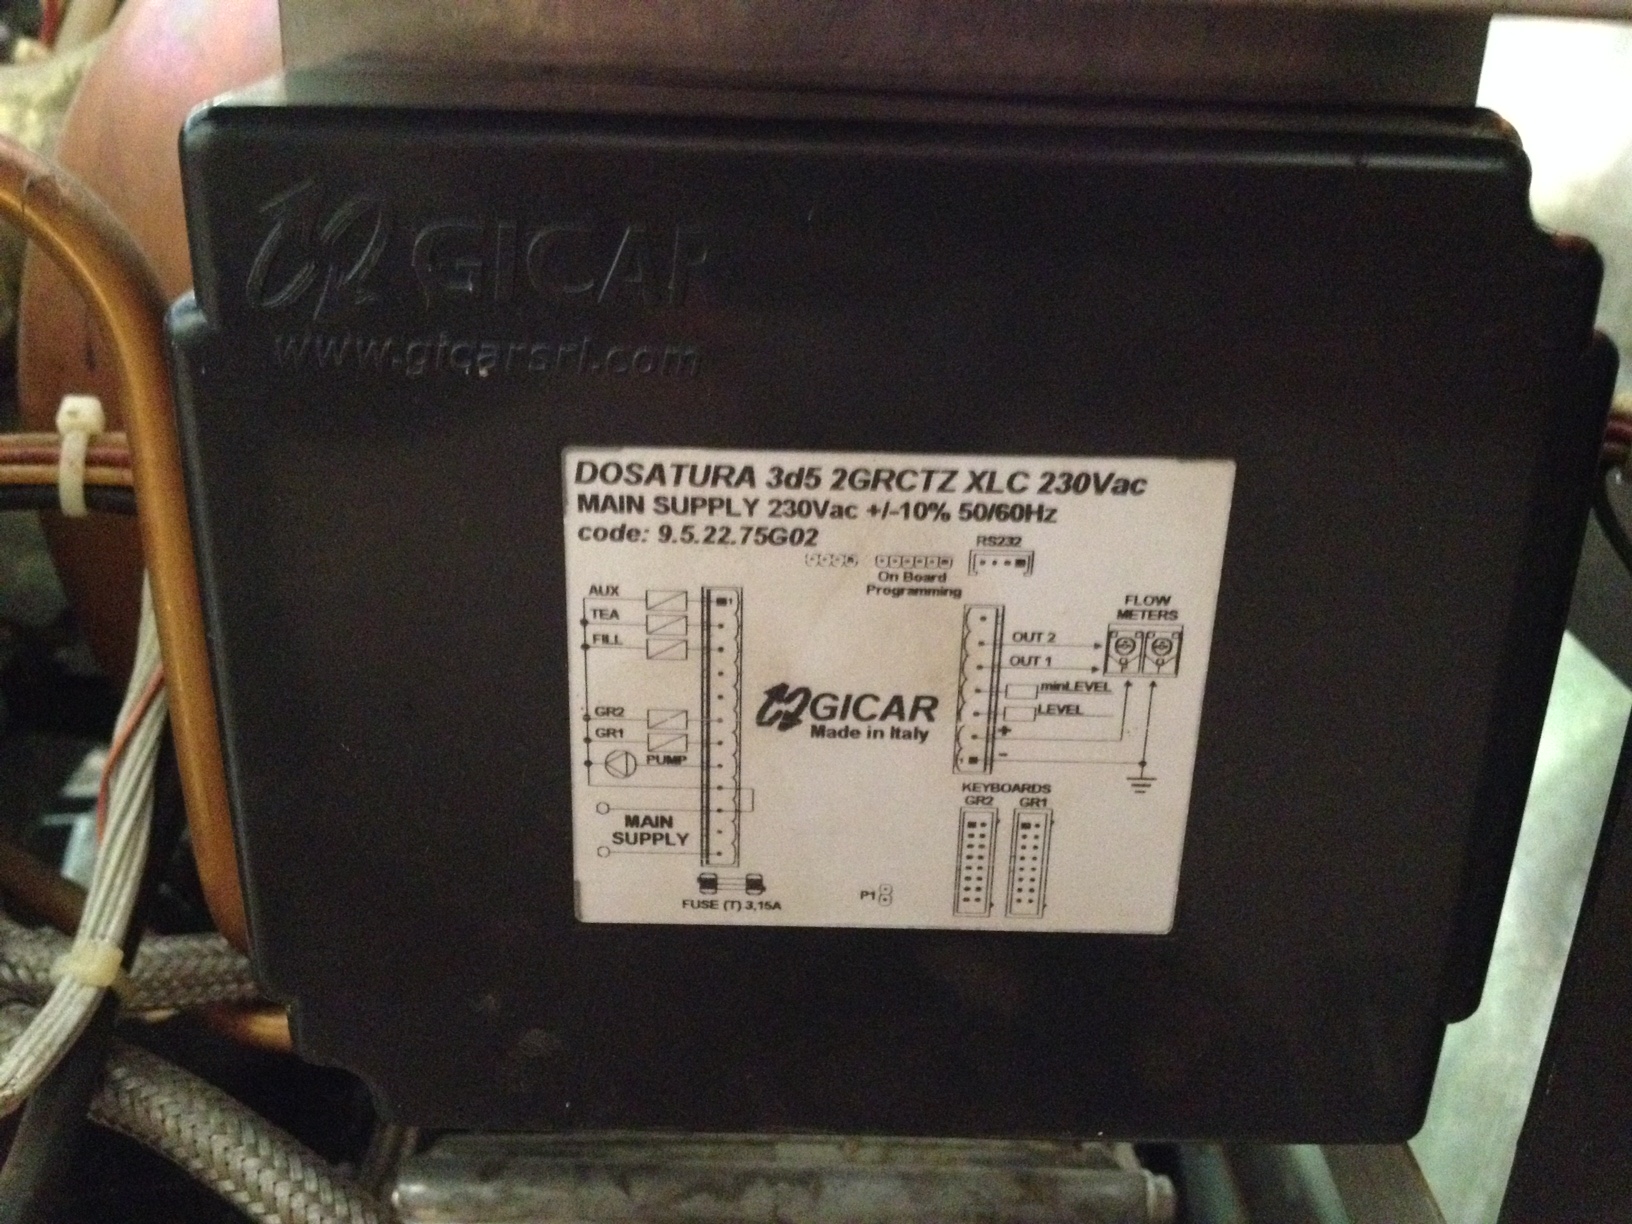 GICAR
www.gicarsrl.com
DOSATURA 3d5 2GRCTZ XLC 230Vac
MAIN SUPPLY 230Vac +/-10% 50/60Hz
code: 9.5.22.75G02
RS232
On Board
Programming
AUX
TEA
FILL
GR2
GR1
PUMP
MAIN
SUPPLY
FUSE (T) 3,15A
1
GICAR
Made in Italy
FLOW
METERS
OUT 2
OUT 1
minLEVEL
LEVEL
+
-
1
KEYBOARDS
GR2 GR1
P1